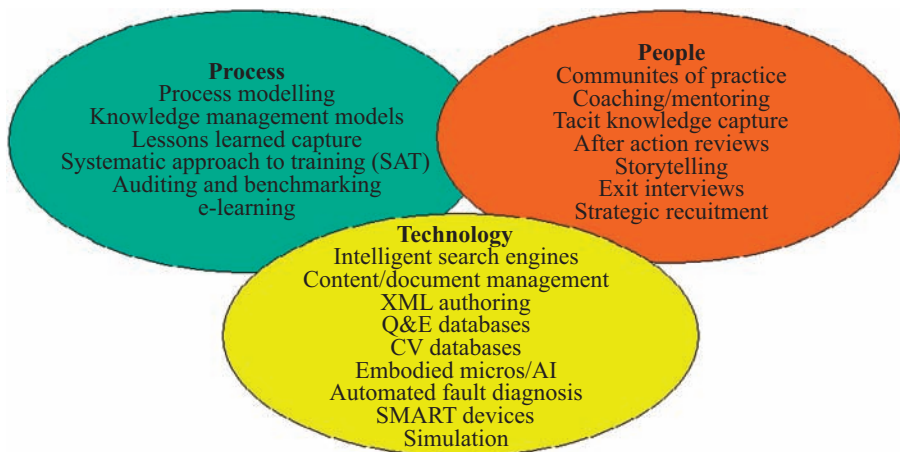 Process
Process modelling
Knowledge management models
Lessons learned capture
Systematic approach to training (SAT)
Auditing and benchmarking
e-learning
People
Communites of practice
Coaching/mentoring
Tacit knowledge capture
After action reviews
Storytelling
Exit interviews
Strategic recuitment
Technology
Intelligent search engines
Content/document management
XML authoring
Q&E databases
CV databases
Embodied micros/AI
Automated fault diagnosis
SMART devices
Simulation